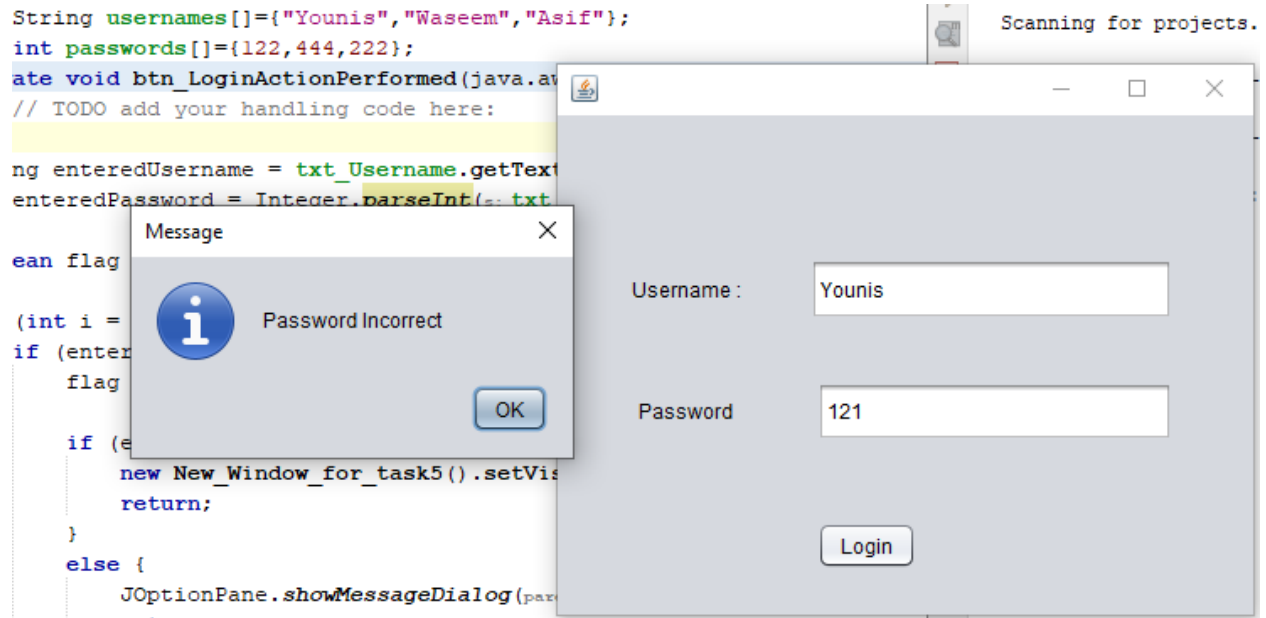 String usernames[]={"Younis","Waseem","Asif"};
int passwords[]={122,444,222};
ate void btn_LoginActionPerformed(java.aw
// TODO add your handling code here:
ng enteredUsername = txt_Username.getText
enteredPassword = Integer.parseInt(s: txt
ean flag
(int i =
if (enter
flag
if (e
new New_Window_for_task5().setVis
return;
}
else {
JOptionPane.showMessageDialog(par
Scanning for projects.
Message
Password Incorrect
OK
Username :
Younis
Password
121
Login